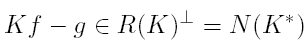 Kf − g ∈ R(K)^⊥ = N(K*)